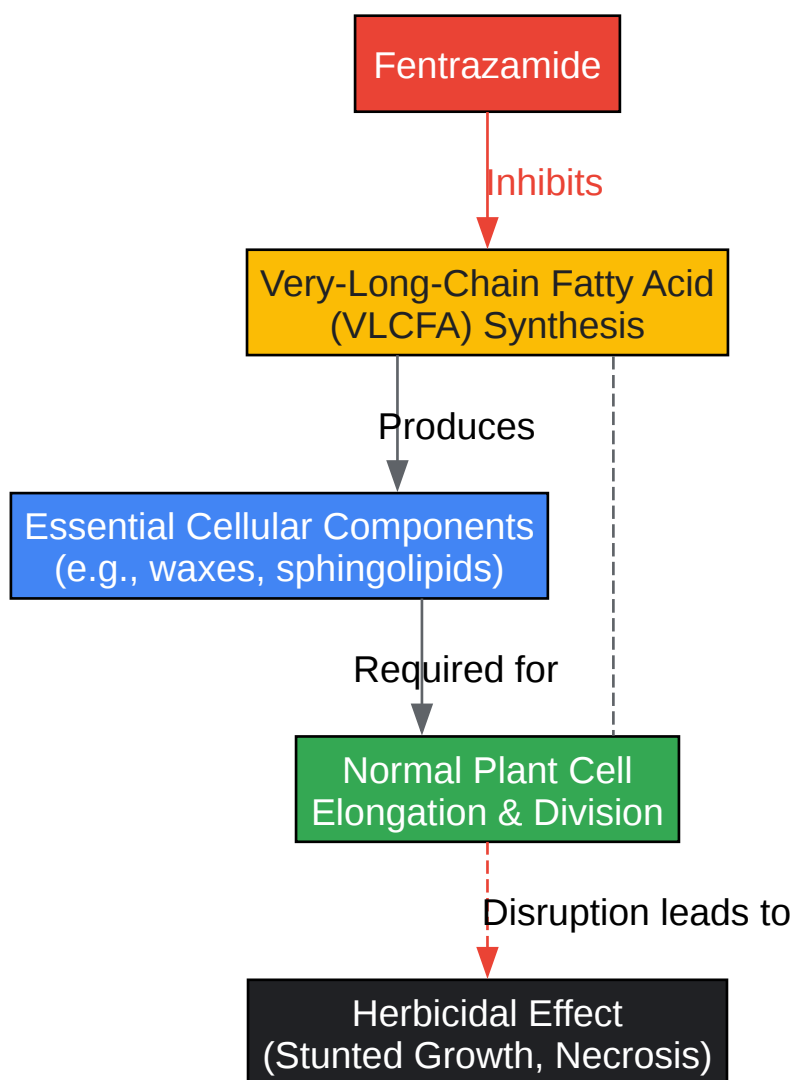 Fentrazamide
Inhibits
Very-Long-Chain Fatty Acid
(VLCFA) Synthesis
Produces
Essential Cellular Components
(e.g., waxes, sphingolipids)
Required for
Normal Plant Cell
Elongation & Division
Disruption leads to
Herbicidal Effect
(Stunted Growth, Necrosis)